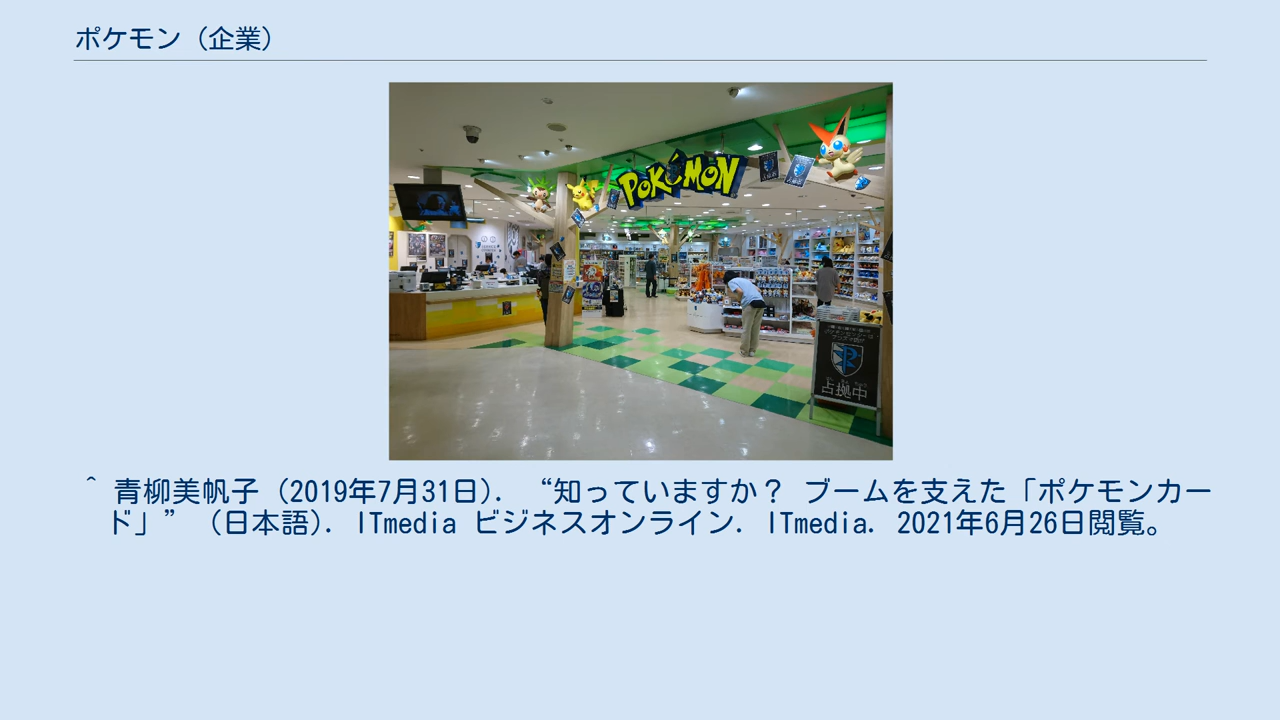 ポケモン（企業）
POKéMON
占拠中
^ 青柳美帆子（2019年7月31日）. “知っていますか？ ブームを支えた「ポケモンカー
ド」” （日本語）. ITmedia ビジネスオンライン. ITmedia. 2021年6月26日閲覧。